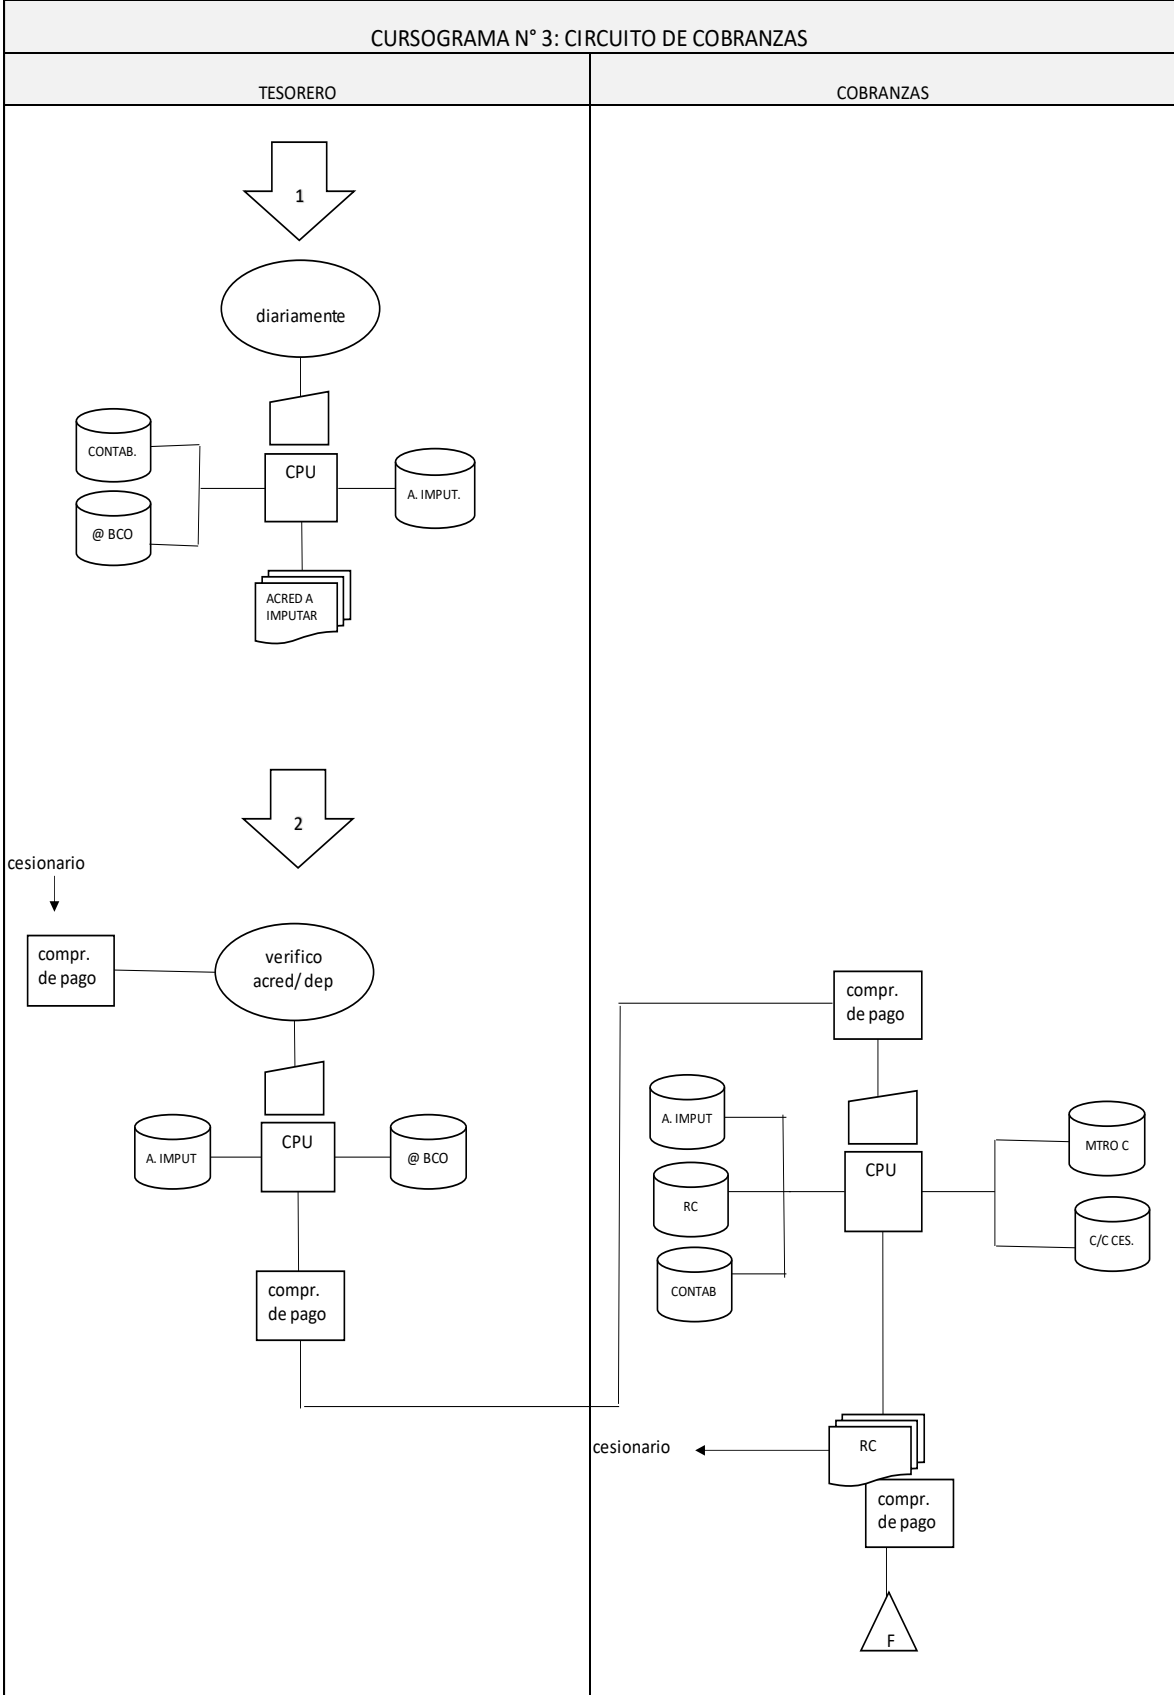 CURSOGRAMA N° 3: CIRCUITO DE COBRANZAS
TESORERO
COBRANZAS
1
diariamente
CONTAB.
@ BCO
CPU
A. IMPUT.
ACRED A
IMPUTAR
2
cesionario
compr.
de pago
verifico
acred/ dep
A. IMPUT
CPU
@ BCO
compr.
de pago
compr.
de pago
A. IMPUT
RC
CONTAB
CPU
MTRO C
C/C CES.
cesionario
RC
compr.
de pago
F